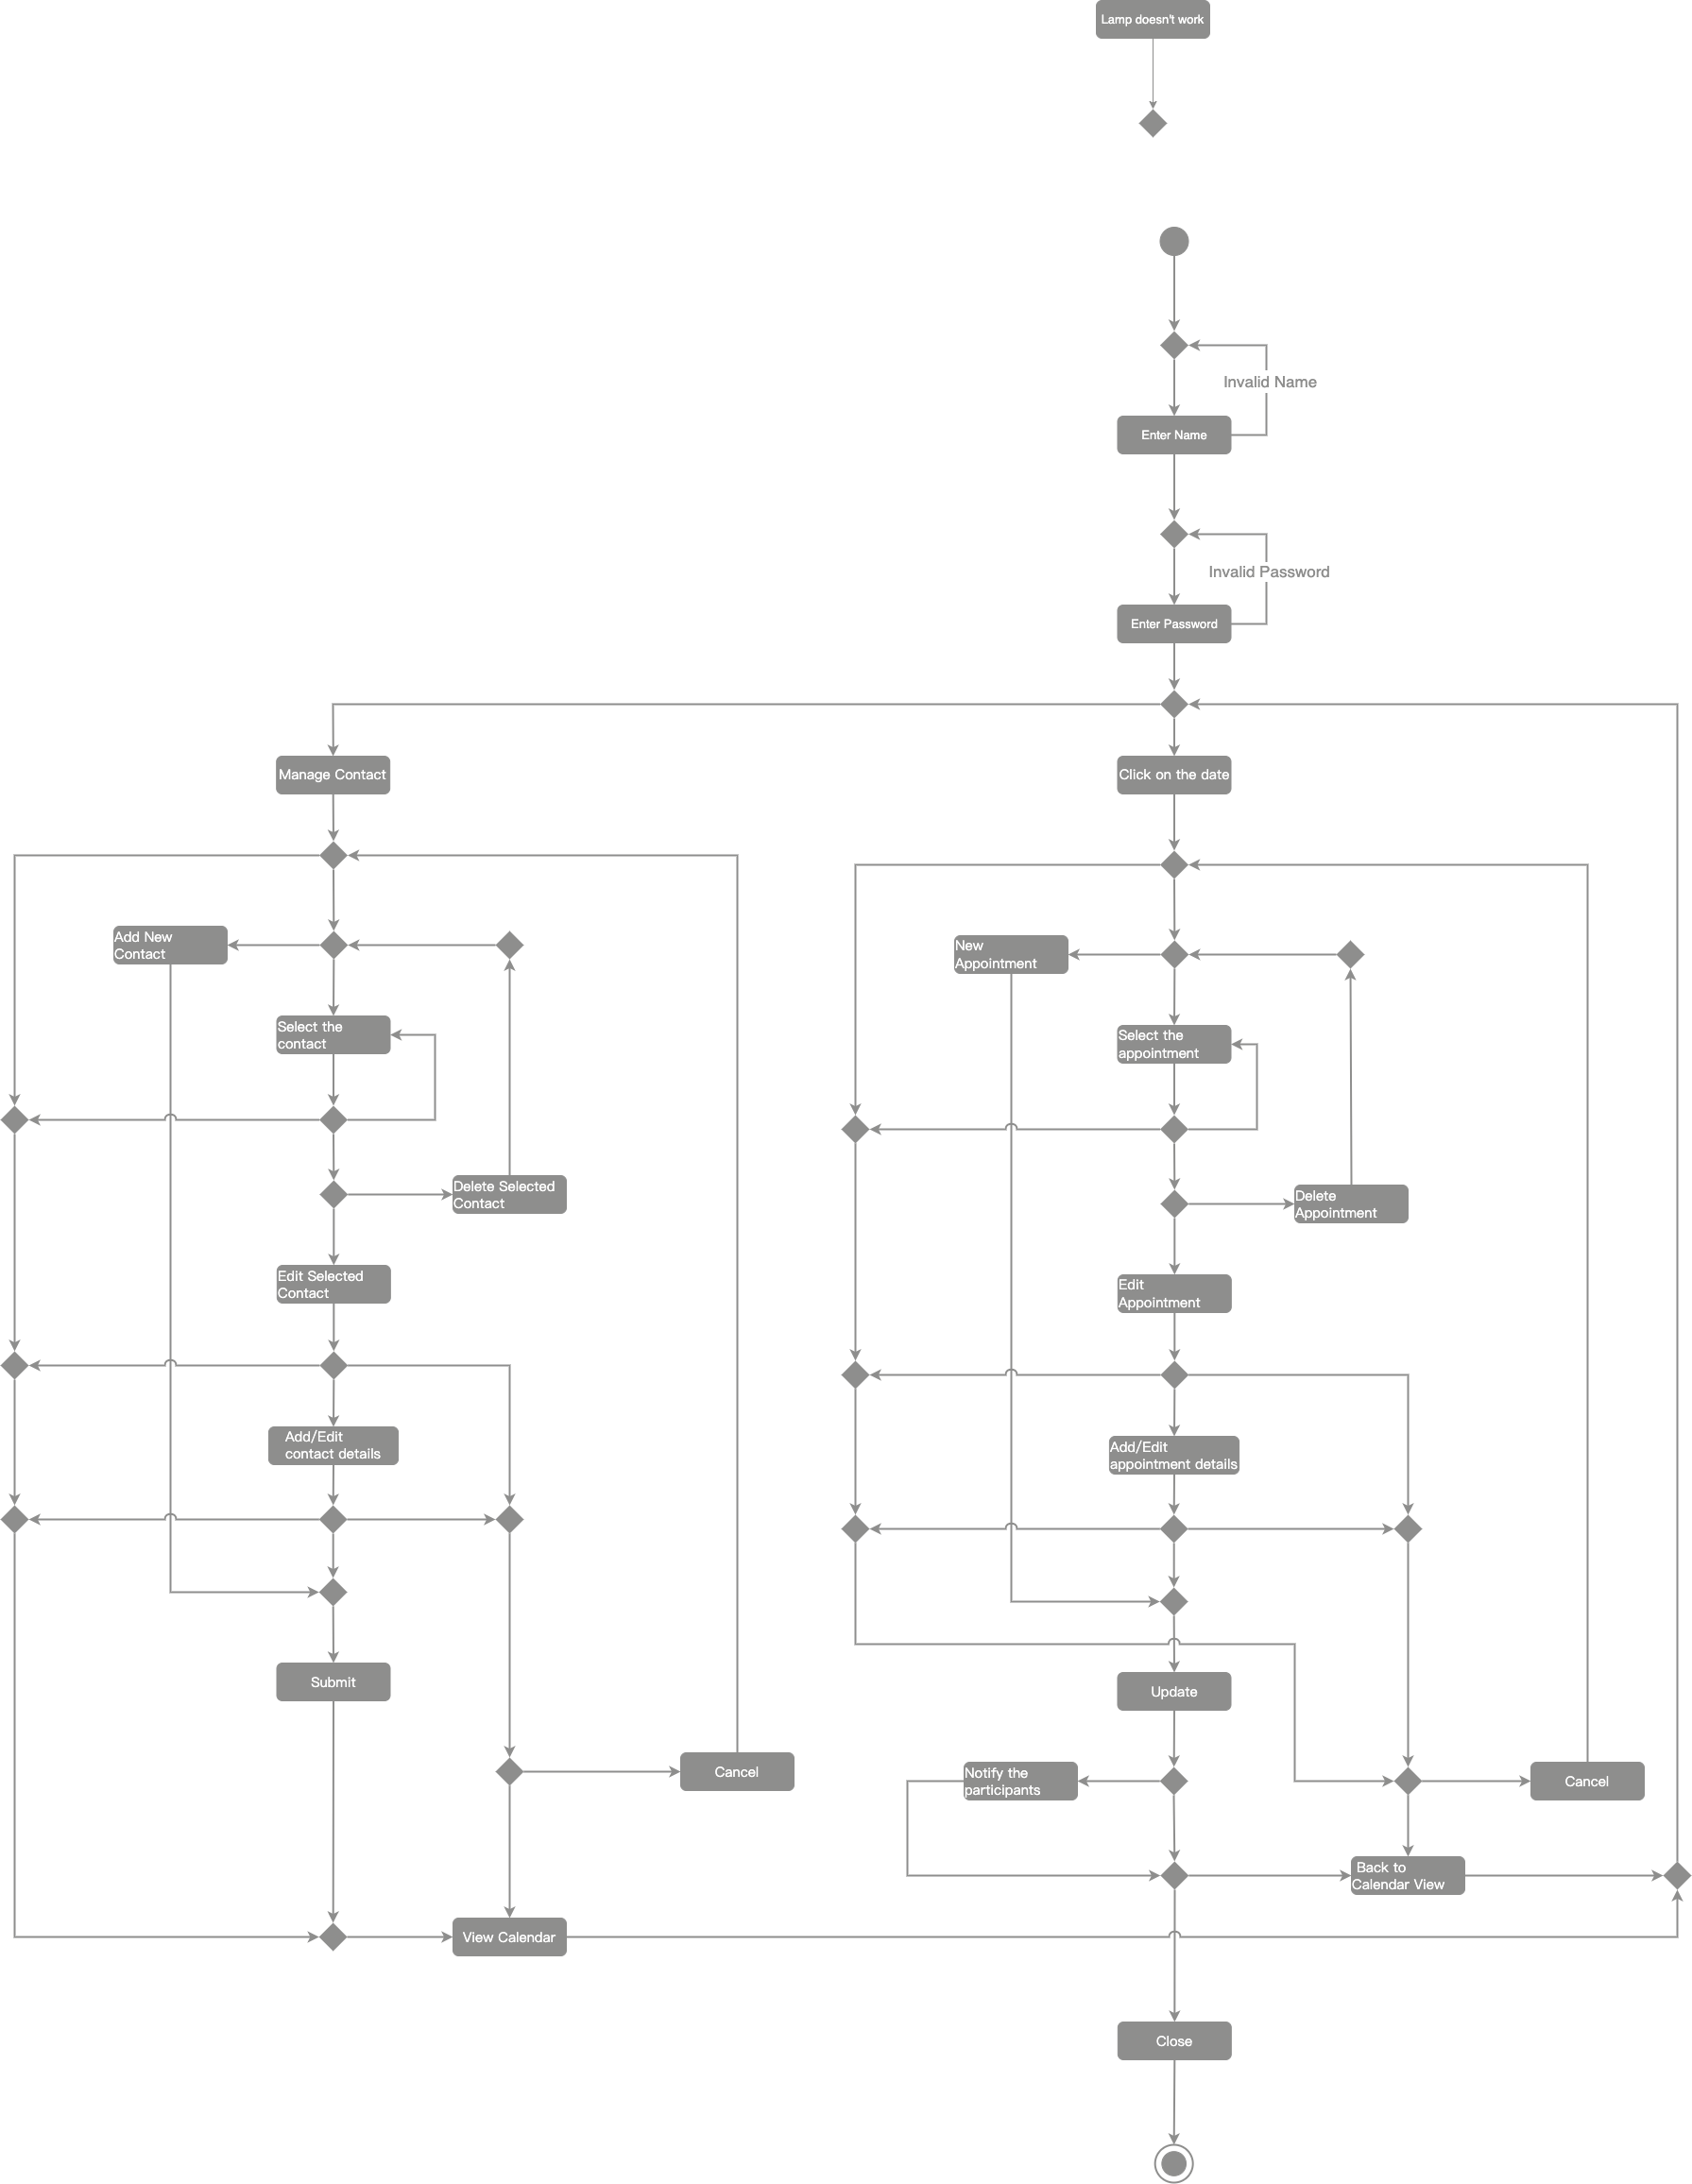 Lamp doesn't work
Invalid Name
Enter Name
Invalid Password
Enter Password
Manage Contact
Click on the date
Add New
Contact
New
Appointment
Select the
contact
Select the
appointment
Delete Selected
Contact
Delete
Appointment
Edit Selected
Contact
Edit
Appointment
Add/Edit
contact details
Add/Edit
appointment details
Submit
Update
Cancel
Notify the
participants
Cancel
Back to
Calendar View
View Calendar
Close